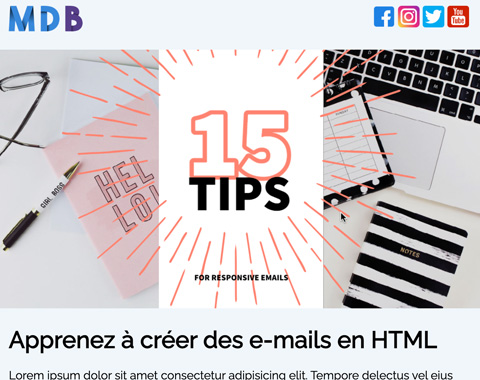 MDB
You
Tube
HEL
LO
GIRL BOSS
15
TIPS
FOR RESPONSIVE EMAILS
NOTES
Apprenez à créer des e-mails en HTML
Lorem ipsum dolor sit amet consectetur adipisicing elit. Tempore delectus vel eius